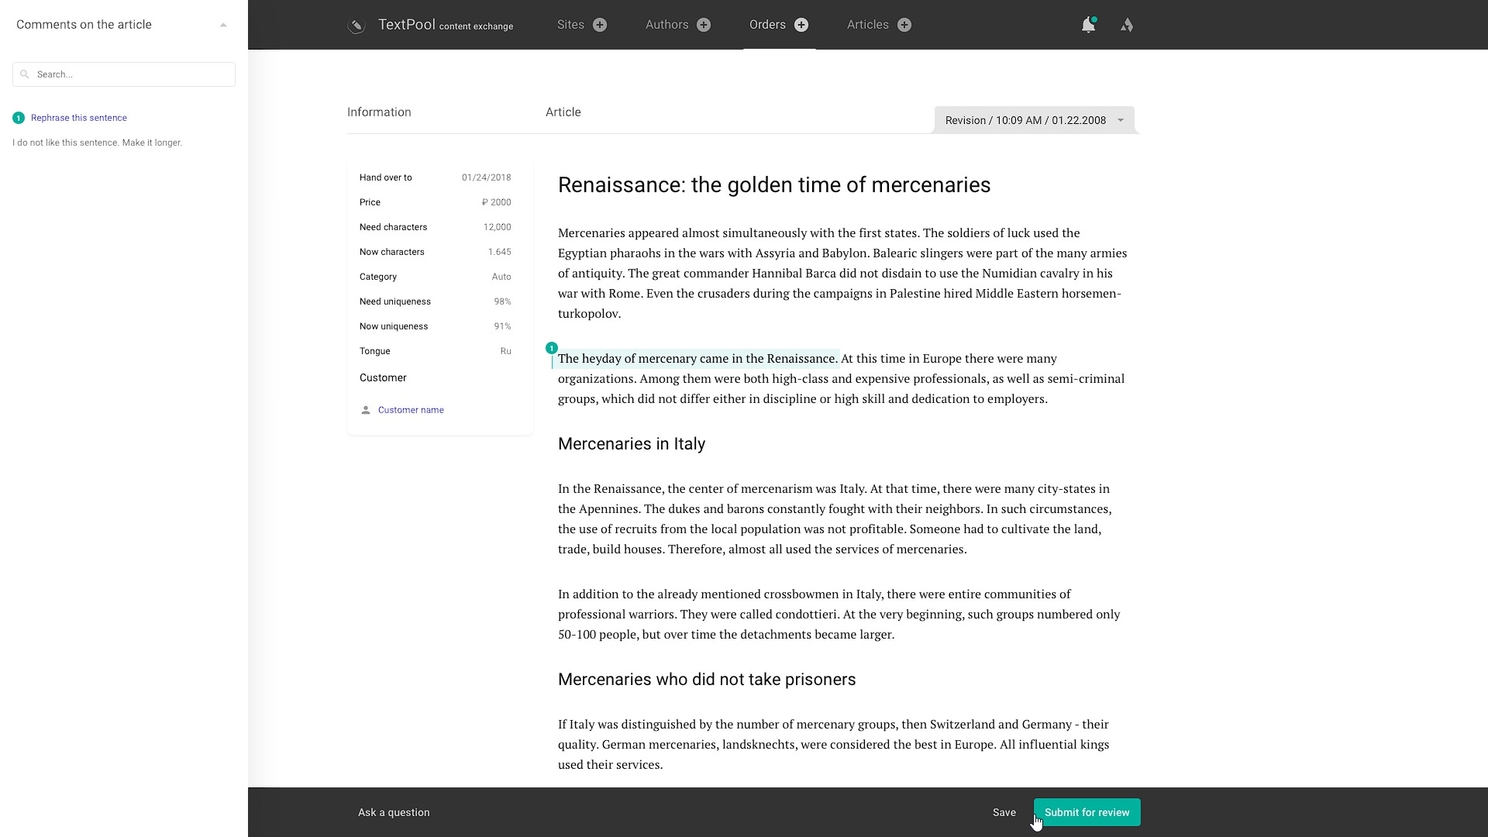 Comments on the article
Search...
1 Rephrase this sentence
I do not like this sentence. Make it longer.
TextPool content exchange
Sites
Authors
Orders
Articles
Information
Article
Revision / 10:09 AM / 01.22.2008
Hand over to 01/24/2018
Price ₽ 2000
Need characters 12,000
Now characters 1.645
Category Auto
Need uniqueness 98%
Now uniqueness 91%
Tongue Ru
Customer
Customer name
Renaissance: the golden time of mercenaries
Mercenaries appeared almost simultaneously with the first states. The soldiers of luck used the
Egyptian pharaohs in the wars with Assyria and Babylon. Balearic slingers were part of the many armies
of antiquity. The great commander Hannibal Barca did not disdain to use the Numidian cavalry in his
war with Rome. Even the crusaders during the campaigns in Palestine hired Middle Eastern horsemen-
turkopolov.
1
The heyday of mercenary came in the Renaissance. At this time in Europe there were many
organizations. Among them were both high-class and expensive professionals, as well as semi-criminal
groups, which did not differ either in discipline or high skill and dedication to employers.
Mercenaries in Italy
In the Renaissance, the center of mercenarism was Italy. At that time, there were many city-states in
the Apennines. The dukes and barons constantly fought with their neighbors. In such circumstances,
the use of recruits from the local population was not profitable. Someone had to cultivate the land,
trade, build houses. Therefore, almost all used the services of mercenaries.
In addition to the already mentioned crossbowmen in Italy, there were entire communities of
professional warriors. They were called condottieri. At the very beginning, such groups numbered only
50-100 people, but over time the detachments became larger.
Mercenaries who did not take prisoners
If Italy was distinguished by the number of mercenary groups, then Switzerland and Germany - their
quality. German mercenaries, landsknechts, were considered the best in Europe. All influential kings
used their services.
Ask a question
Save
Submit for review